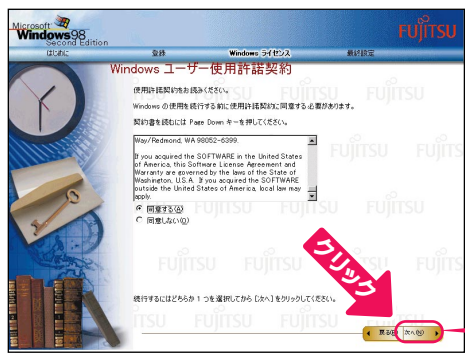 Microsoft
Windows98
Second Edition
FUJITSU
はじめに 登録 Windows ライセンス 最終設定
Windows ユーザー使用許諾契約
使用許諾契約をお読みください。
Windows の使用を続行する前に使用許諾契約に同意する必要があります。
契約書を読むには Page Down キーを押してください。
Way/Redmond, WA 98052-6399.
If you acquired the SOFTWARE in the United States
of America, this Software License Agreement and
Warranty are governed by the laws of the State of
Washington, U.S.A. If you acquired the SOFTWARE
outside the United States of America, local law may
apply.
同意する(A)
同意しない(D)
クリック
続行するにはどちらか 1 つを選択してから [次へ] をクリックしてください。
戻る(B) 次へ(N)